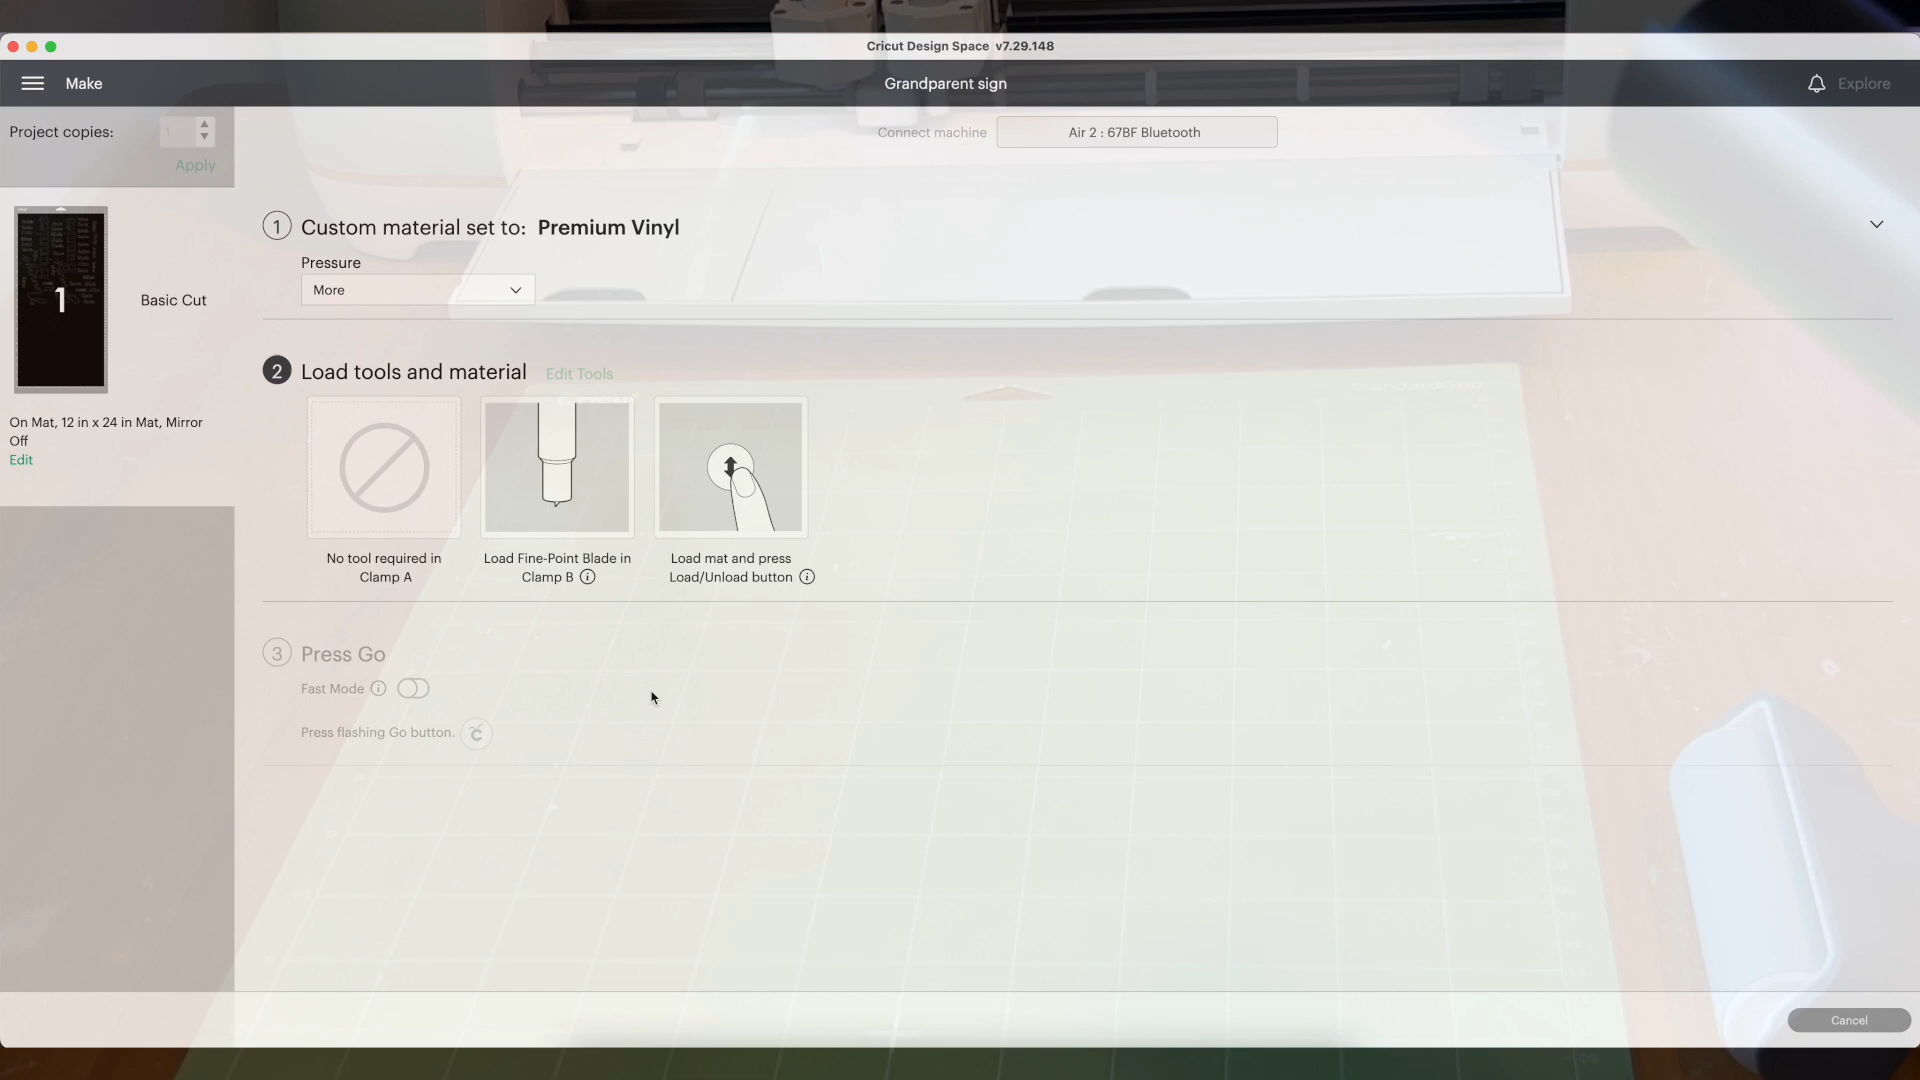 Cricut Design Space v7.29.148
Make
Grandparent sign
Explore
Project copies:
1
Apply
Connect machine
Air 2 : 67BF Bluetooth
1
Custom material set to: Premium Vinyl
Pressure
More
1
Basic Cut
On Mat, 12 in x 24 in Mat, Mirror
Off
Edit
2
Load tools and material
Edit Tools
No tool required in
Clamp A
Load Fine-Point Blade in
Clamp B
Load mat and press
Load/Unload button
3
Press Go
Fast Mode
Press flashing Go button.
Cancel